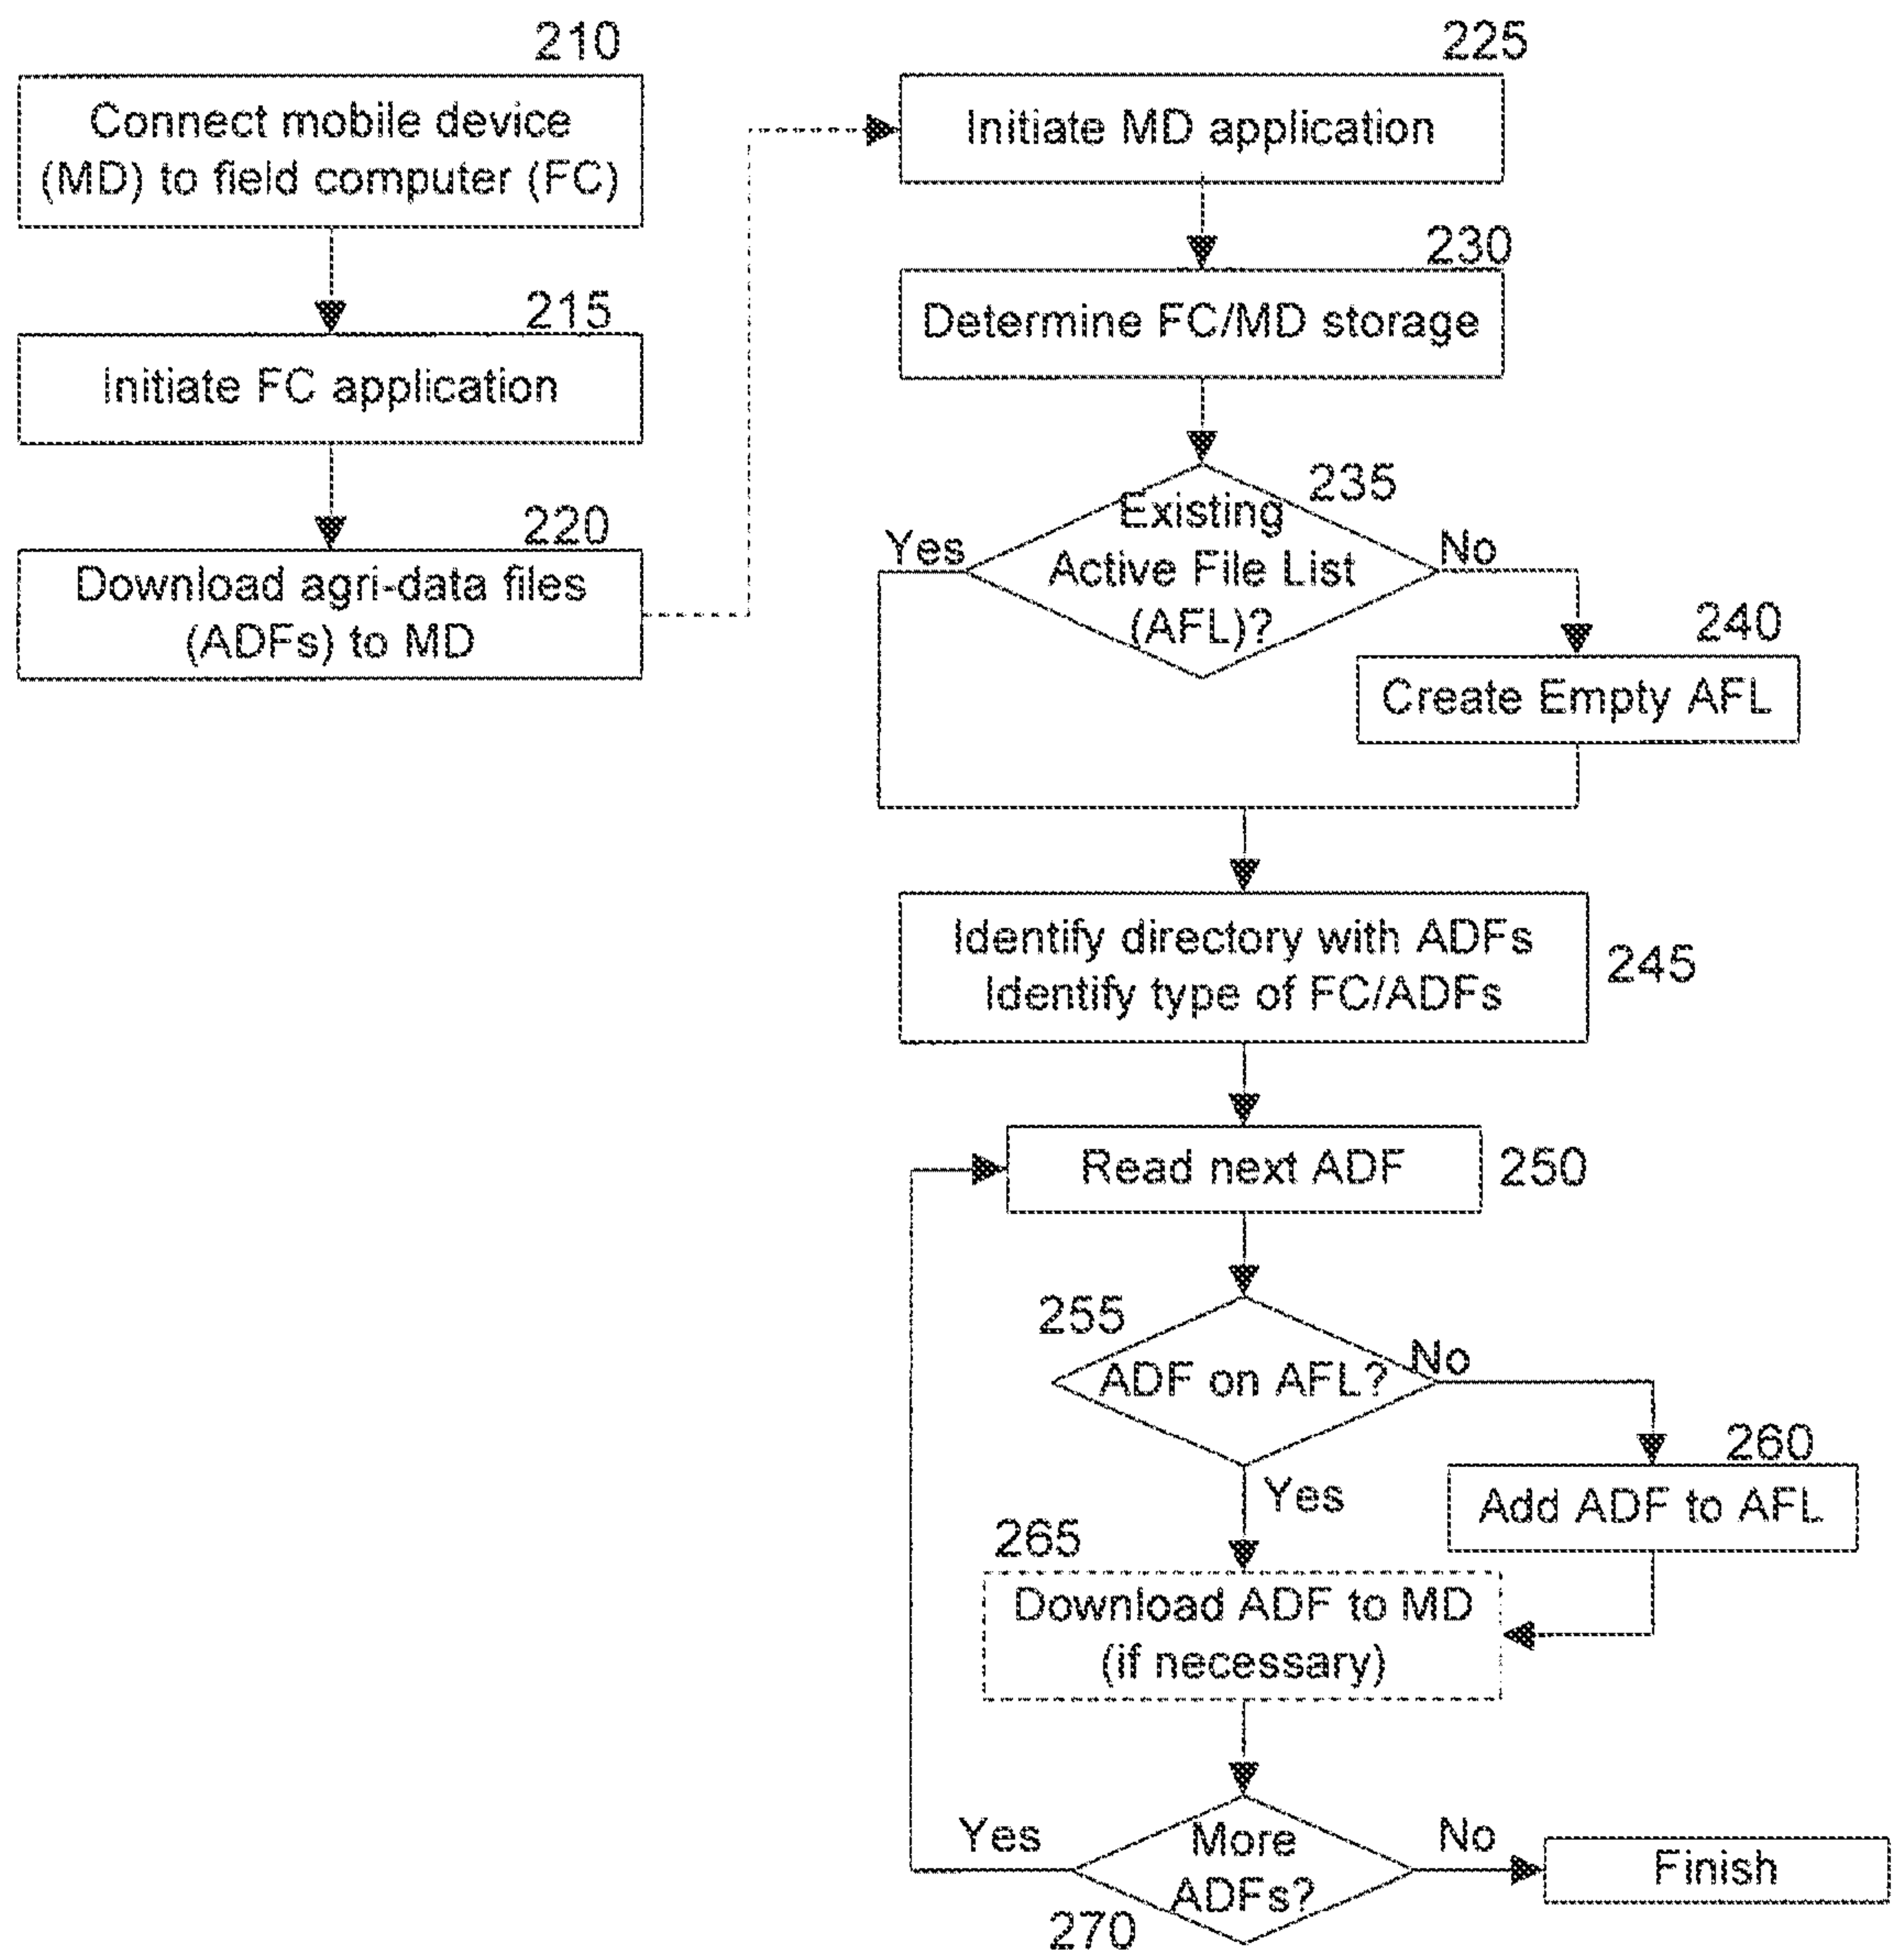 210
Connect mobile device
(MD) to field computer (FC)
215
Initiate FC application
220
Download agri-data files
(ADFs) to MD
225
Initiate MD application
230
Determine FC/MD storage
235
Existing
Active File List
(AFL)?
Yes
No
240
Create Empty AFL
Identify directory with ADFs
Identify type of FC/ADFs
245
Read next ADF
250
255
ADF on AFL?
No
Yes
260
Add ADF to AFL
265
Download ADF to MD
(if necessary)
Yes
More
ADFs?
No
Finish
270